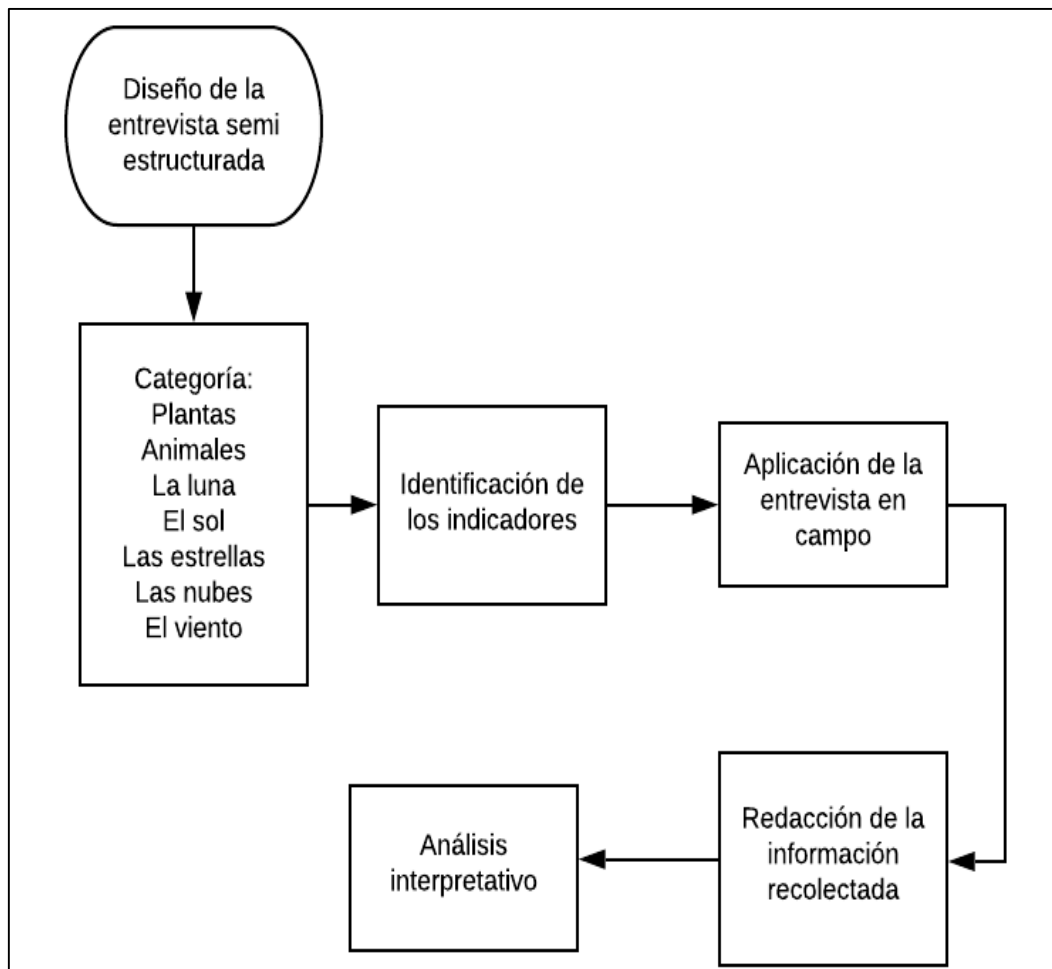 Diseño de la
entrevista semi
estructurada
Categoría:
Plantas
Animales
La luna
El sol
Las estrellas
Las nubes
El viento
Identificación de
los indicadores
Aplicación de la
entrevista en
campo
Redacción de la
información
recolectada
Análisis
interpretativo